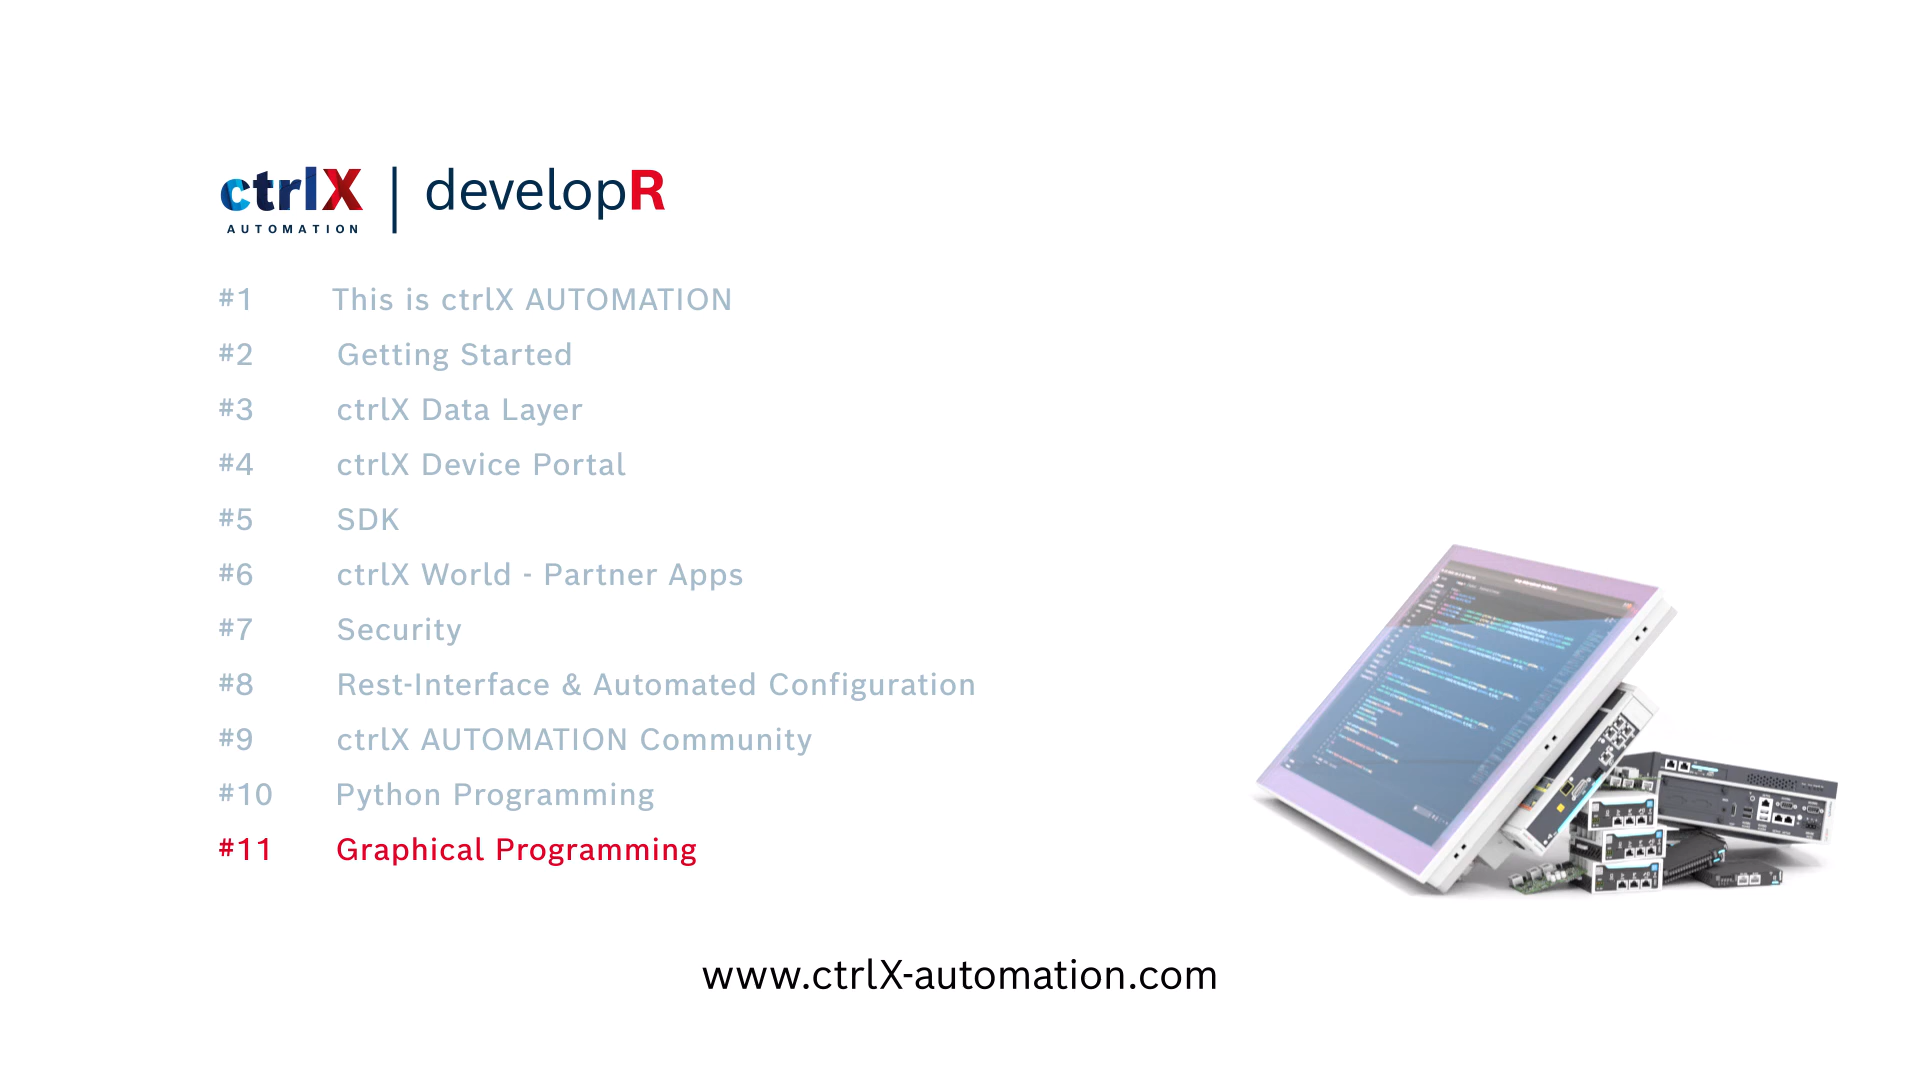 ctrlX | developR
AUTOMATION
#1 This is ctrlX AUTOMATION
#2 Getting Started
#3 ctrlX Data Layer
#4 ctrlX Device Portal
#5 SDK
#6 ctrlX World - Partner Apps
#7 Security
#8 Rest-Interface & Automated Configuration
#9 ctrlX AUTOMATION Community
#10 Python Programming
#11 Graphical Programming
www.ctrlX-automation.com